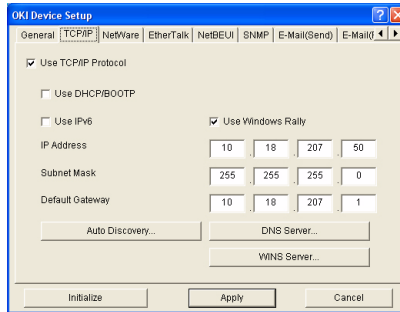 OKI Device Setup
General TCP/IP NetWare EtherTalk NetBEUI SNMP E-Mail(Send)
Use TCP/IP Protocol
Use DHCP/BOOTP
Use IPv6 Use Windows Rally
IP Address 10 . 18 . 207 . 50
Subnet Mask 255 . 255 . 255 . 0
Default Gateway 10 . 18 . 207 . 1
Auto Discovery... DNS Server...
WINS Server...
Initialize Apply Cancel